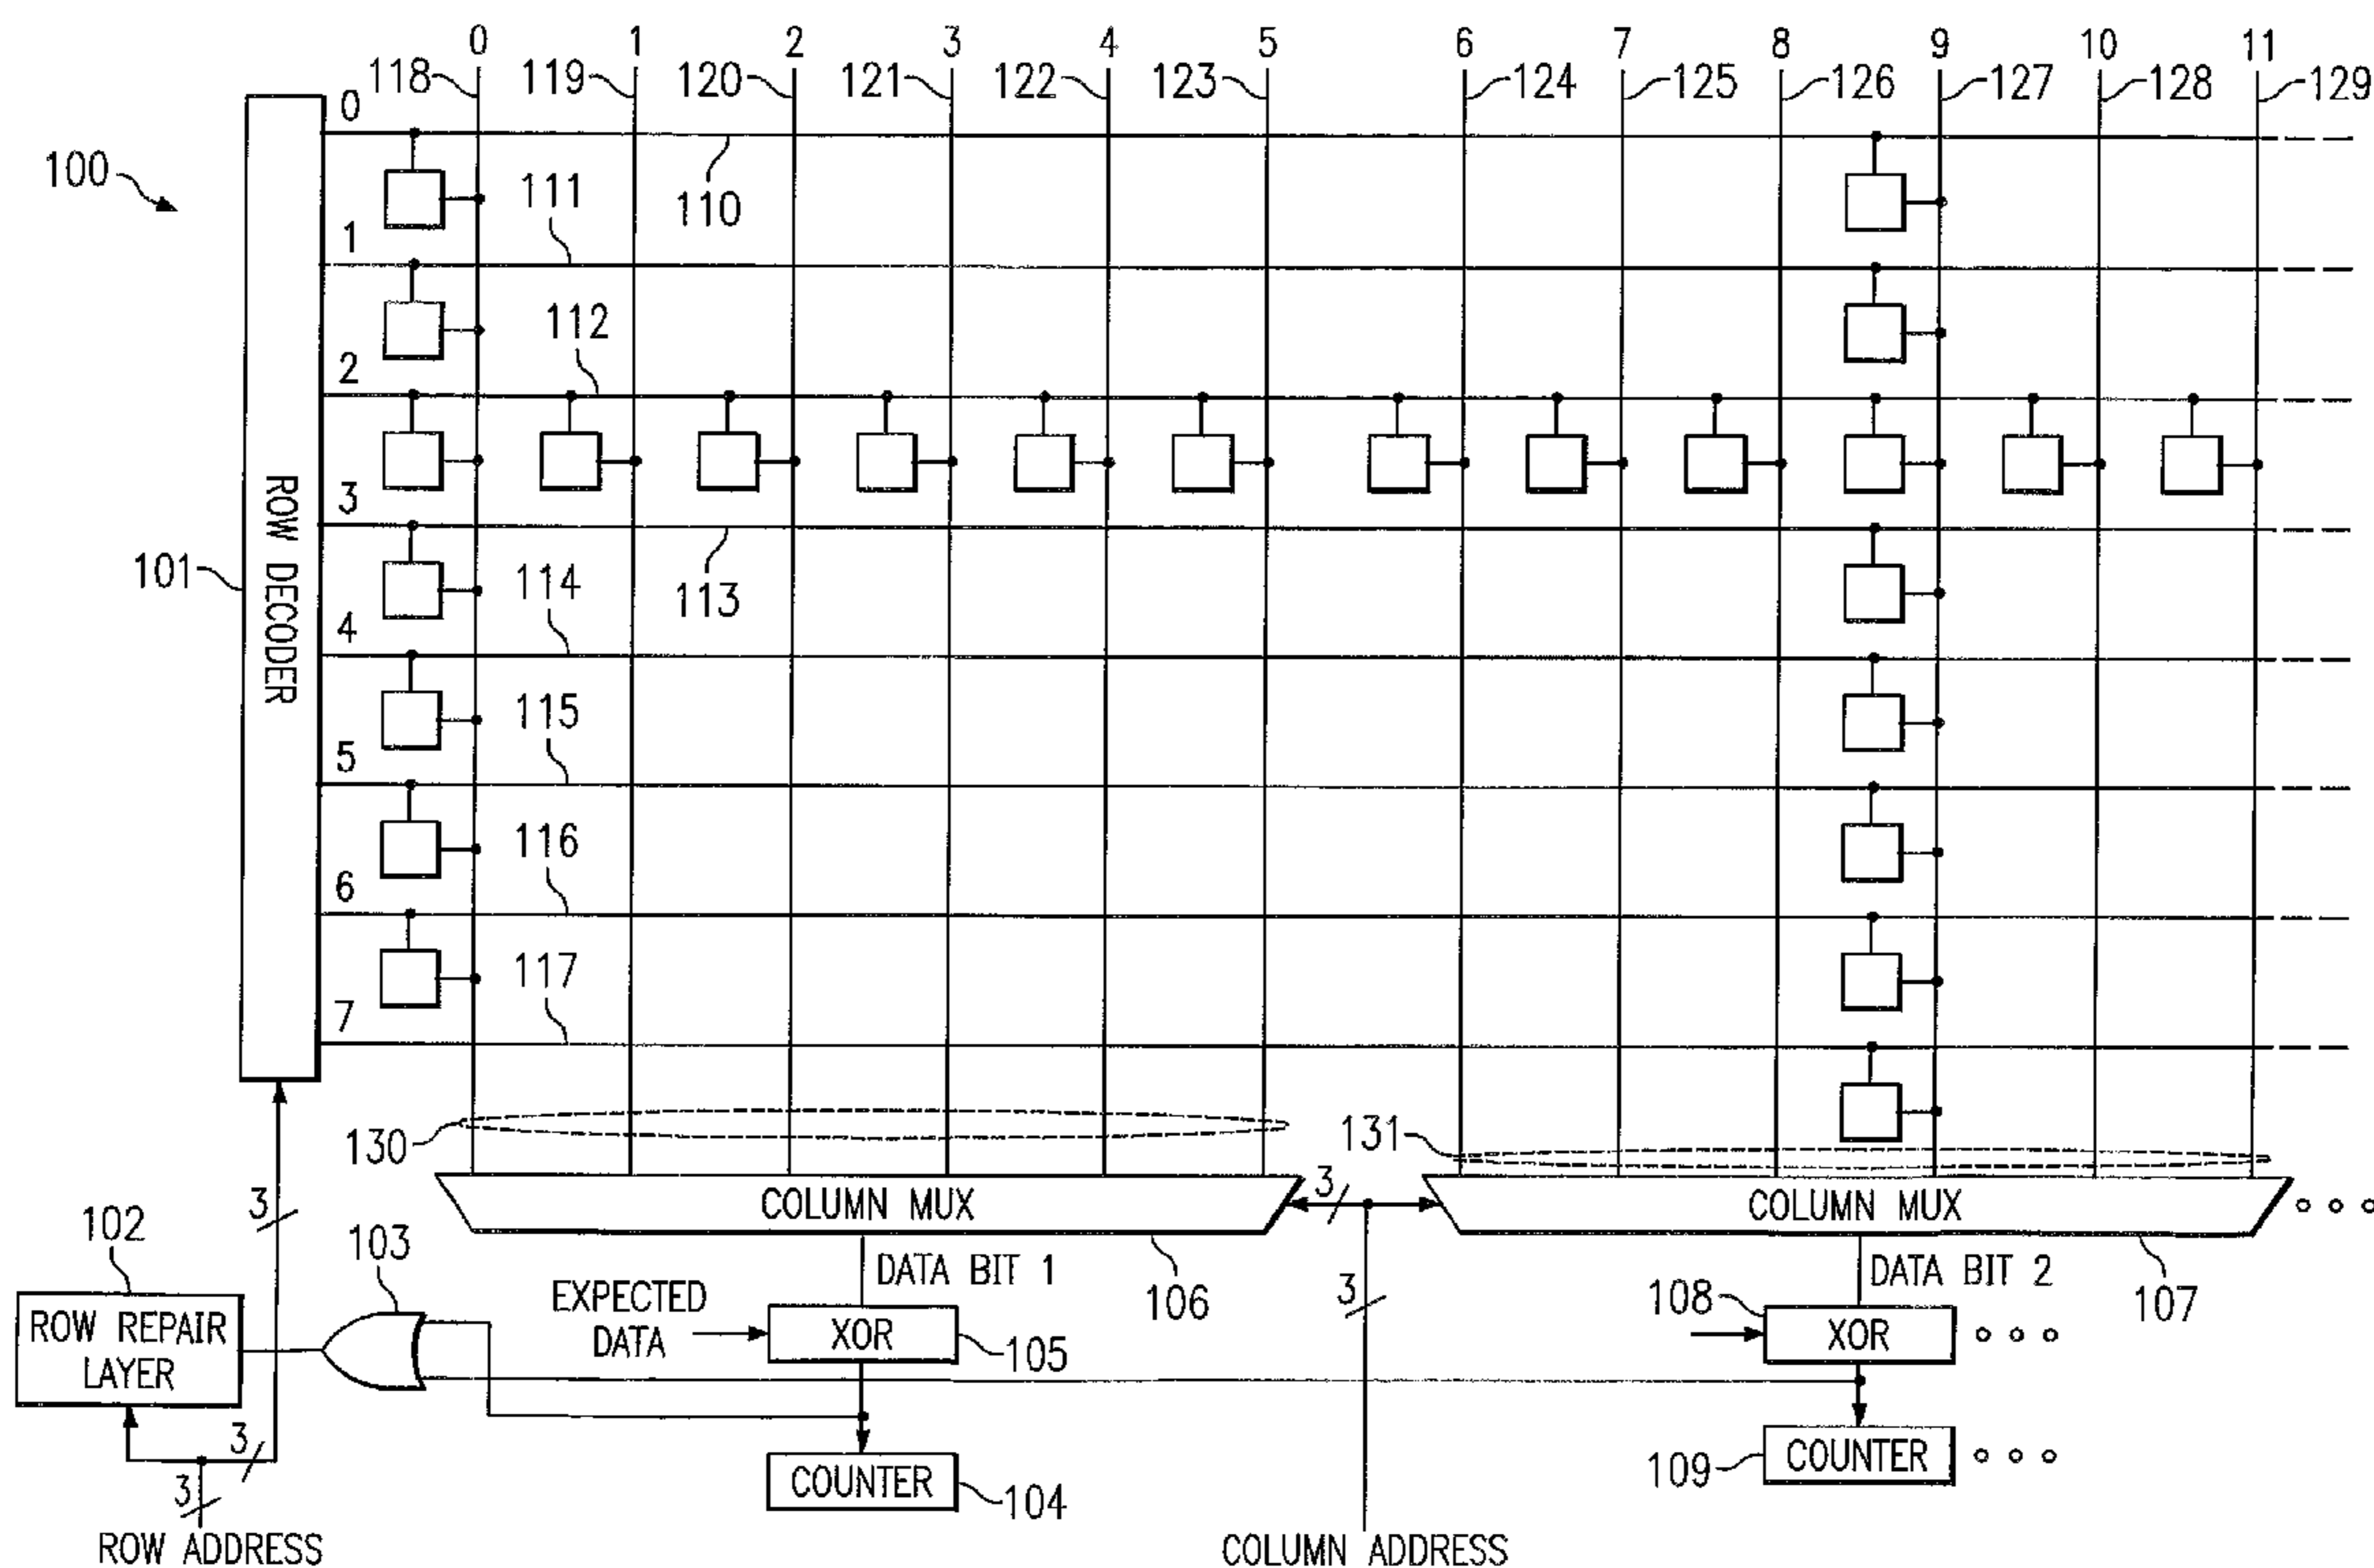 0 1 2 3 4 5 6 7 8 9 10 11
118 119 120 121 122 123 124 125 126 127 128 129
0
100
110
111
1
112
2
3
ROW DECODER
101
113
114
4
115
5
116
6
117
7
130
131
3
COLUMN MUX
COLUMN MUX
3
102
103
106
107
DATA BIT 1
DATA BIT 2
3
EXPECTED
DATA
XOR
105
108
XOR
ROW REPAIR
LAYER
3
3
COUNTER
104
109
COUNTER
ROW ADDRESS
COLUMN ADDRESS